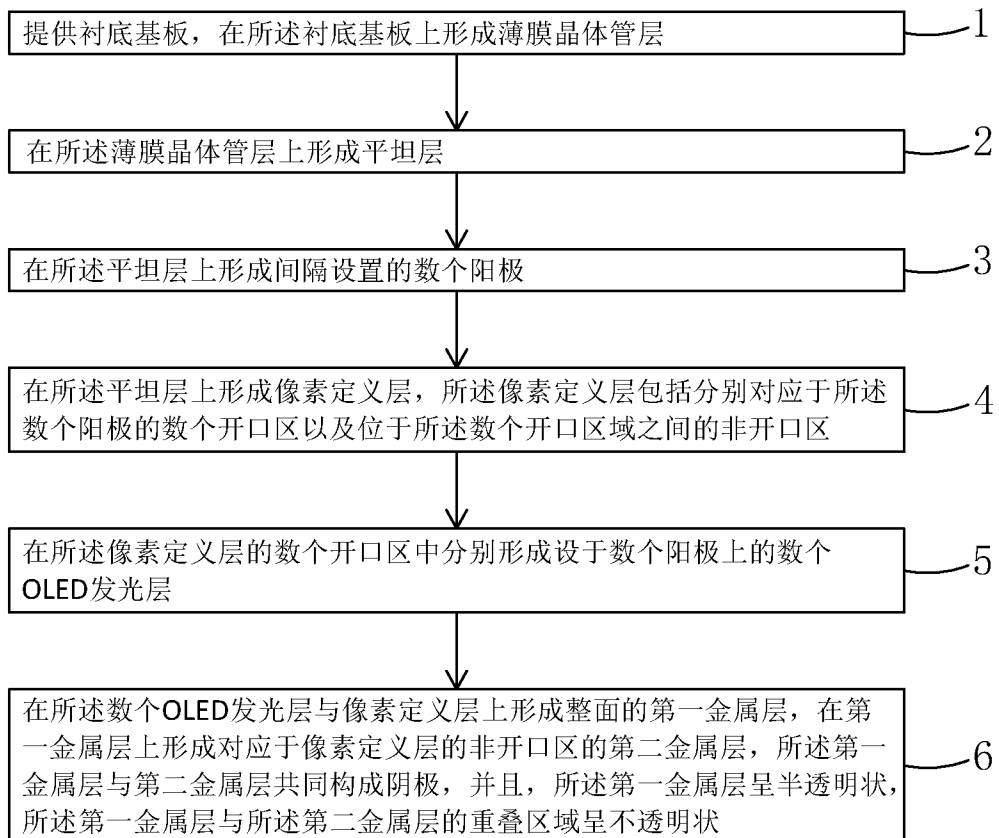 提供衬底基板，在所述衬底基板上形成薄膜晶体管层
1
在所述薄膜晶体管层上形成平坦层
2
在所述平坦层上形成间隔设置的数个阳极
3
在所述平坦层上形成像素定义层，所述像素定义层包括分别对应于所述
数个阳极的数个开口区以及位于所述数个开口区域之间的非开口区
4
在所述像素定义层的数个开口区中分别形成设于数个阳极上的数个
OLED发光层
5
在所述数个OLED发光层与像素定义层上形成整面的第一金属层，在第
一金属层上形成对应于像素定义层的非开口区的第二金属层，所述第一
金属层与第二金属层共同构成阴极，并且，所述第一金属层呈半透明状，
所述第一金属层与所述第二金属层的重叠区域呈不透明状
6